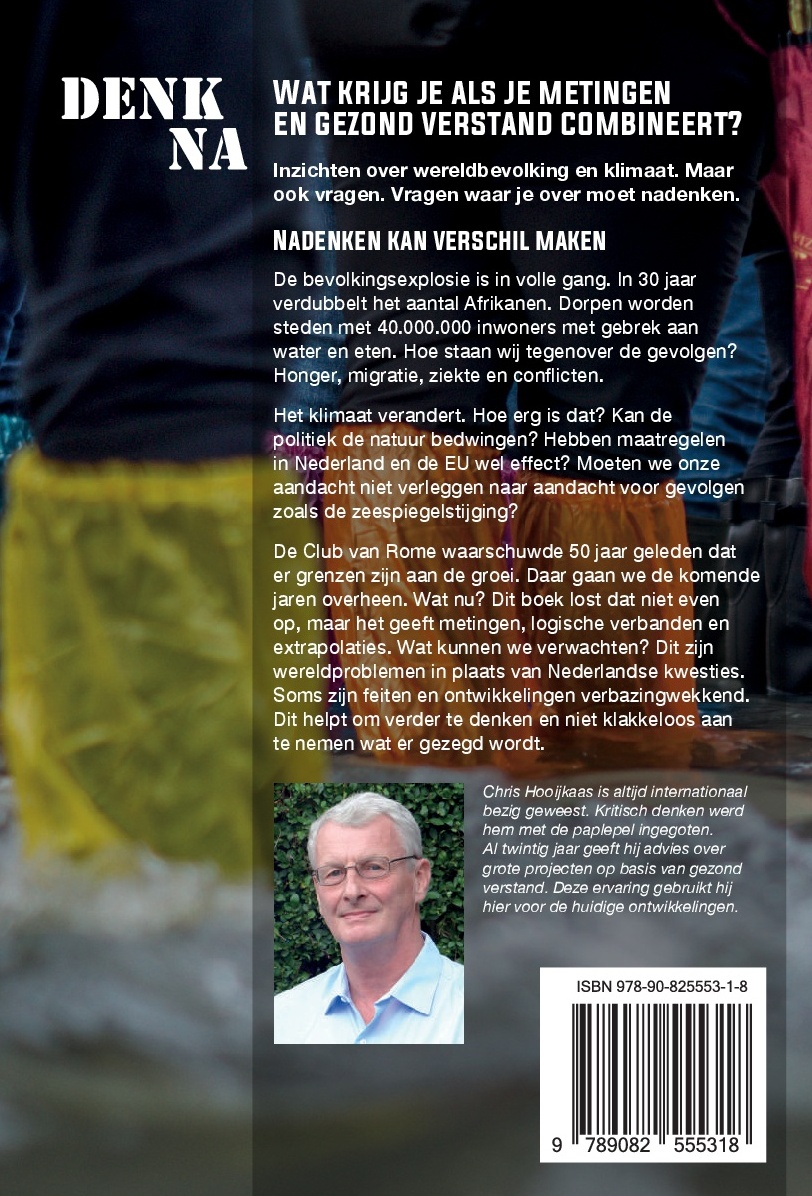 DENK
NA
WAT KRIJG JE ALS JE METINGEN
EN GEZOND VERSTAND COMBINEERT?
Inzichten over wereldbevolking en klimaat. Maar
ook vragen. Vragen waar je over moet nadenken.
NADENKEN KAN VERSCHIL MAKEN
De bevolkingsexplosie is in volle gang. In 30 jaar
verdubbelt het aantal Afrikanen. Dorpen worden
steden met 40.000.000 inwoners met gebrek aan
water en eten. Hoe staan wij tegenover de gevolgen?
Honger, migratie, ziekte en conflicten.
Het klimaat verandert. Hoe erg is dat? Kan de
politiek de natuur bedwingen? Hebben maatregelen
in Nederland en de EU wel effect? Moeten we onze
aandacht niet verleggen naar aandacht voor gevolgen
zoals de zeespiegelstijging?
De Club van Rome waarschuwde 50 jaar geleden dat
er grenzen zijn aan de groei. Daar gaan we de komende
jaren overheen. Wat nu? Dit boek lost dat niet even
op, maar het geeft metingen, logische verbanden en
extrapolaties. Wat kunnen we verwachten? Dit zijn
wereldproblemen in plaats van Nederlandse kwesties.
Soms zijn feiten en ontwikkelingen verbazingwekkend.
Dit helpt om verder te denken en niet klakkeloos aan
te nemen wat er gezegd wordt.
Chris Hooijkaas is altijd internationaal
bezig geweest. Kritisch denken werd
hem met de paplepel ingegoten.
Al twintig jaar geeft hij advies over
grote projecten op basis van gezond
verstand. Deze ervaring gebruikt hij
hier voor de huidige ontwikkelingen.
ISBN 978-90-825553-1-8
9 789082 555318